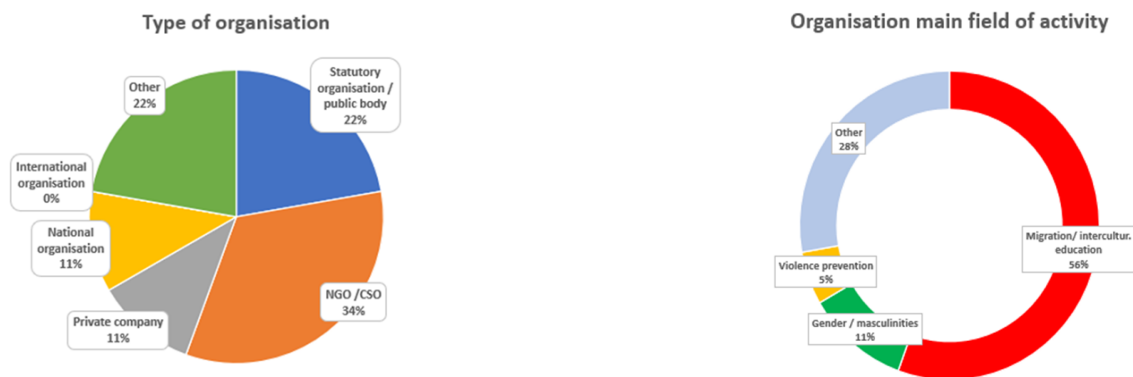 Type of organisation
Statutory
organisation /
public body
22%
NGO /CSO
34%
Private company
11%
National
organisation
11%
International
organisation
0%
Other
22%
Organisation main field of activity
Migration/ intercultur.
education
56%
Gender / masculinities
11%
Violence prevention
5%
Other
28%